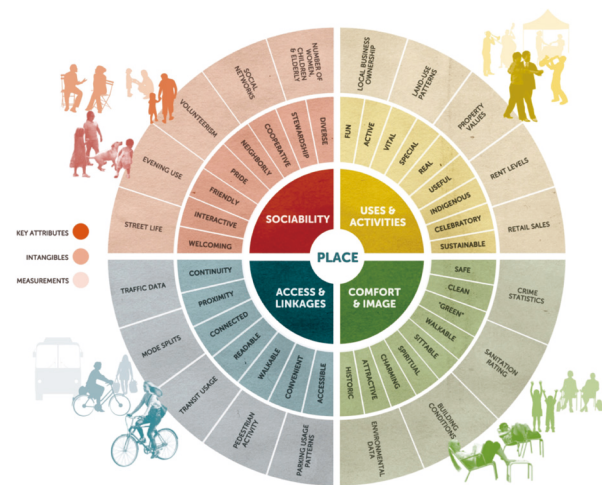 KEY ATTRIBUTES
INTANGIBLES
MEASUREMENTS
PLACE
SOCIABILITY
DIVERSE
STEWARDSHIP
COOPERATIVE
NEIGHBORLY
PRIDE
FRIENDLY
INTERACTIVE
WELCOMING
NUMBER OF
WOMEN,
CHILDREN
& ELDERLY
SOCIAL
NETWORKS
VOLUNTEERISM
EVENING USE
STREET LIFE
USES &
ACTIVITIES
FUN
ACTIVE
VITAL
SPECIAL
REAL
USEFUL
INDIGENOUS
CELEBRATORY
SUSTAINABLE
LOCAL BUSINESS
OWNERSHIP
LAND-USE
PATTERNS
PROPERTY
VALUES
RENT LEVELS
RETAIL SALES
ACCESS &
LINKAGES
CONTINUITY
PROXIMITY
CONNECTED
READABLE
WALKABLE
CONVENIENT
ACCESSIBLE
TRAFFIC DATA
MODE SPLITS
TRANSIT USAGE
PEDESTRIAN
ACTIVITY
PARKING USAGE
PATTERNS
COMFORT
& IMAGE
SAFE
CLEAN
"GREEN"
WALKABLE
SITTABLE
SPIRITUAL
CHARMING
ATTRACTIVE
HISTORIC
CRIME
STATISTICS
SANITATION
RATING
BUILDING
CONDITIONS
ENVIRONMENTAL
DATA